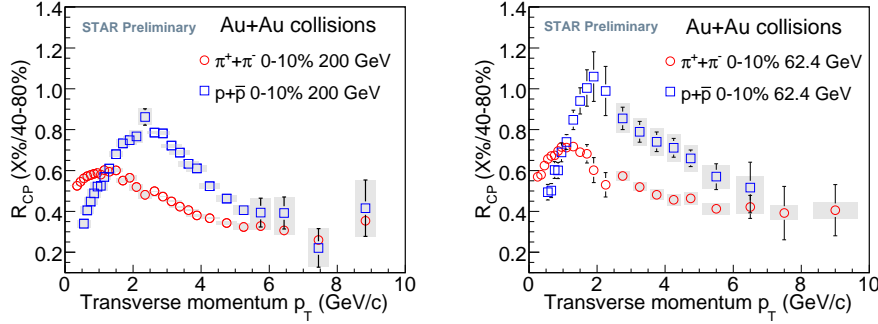 STAR Preliminary
Au+Au collisions
π⁺+π⁻ 0-10% 200 GeV
p+p̅ 0-10% 200 GeV
R_CP (X%/40-80%)
1.4
1.2
1.0
0.8
0.6
0.4
0.2
0 2 4 6 8 10
Transverse momentum p_T (GeV/c)
STAR Preliminary
Au+Au collisions
π⁺+π⁻ 0-10% 62.4 GeV
p+p̅ 0-10% 62.4 GeV
R_CP (X%/40-80%)
1.4
1.2
1.0
0.8
0.6
0.4
0.2
0 2 4 6 8 10
Transverse momentum p_T (GeV/c)